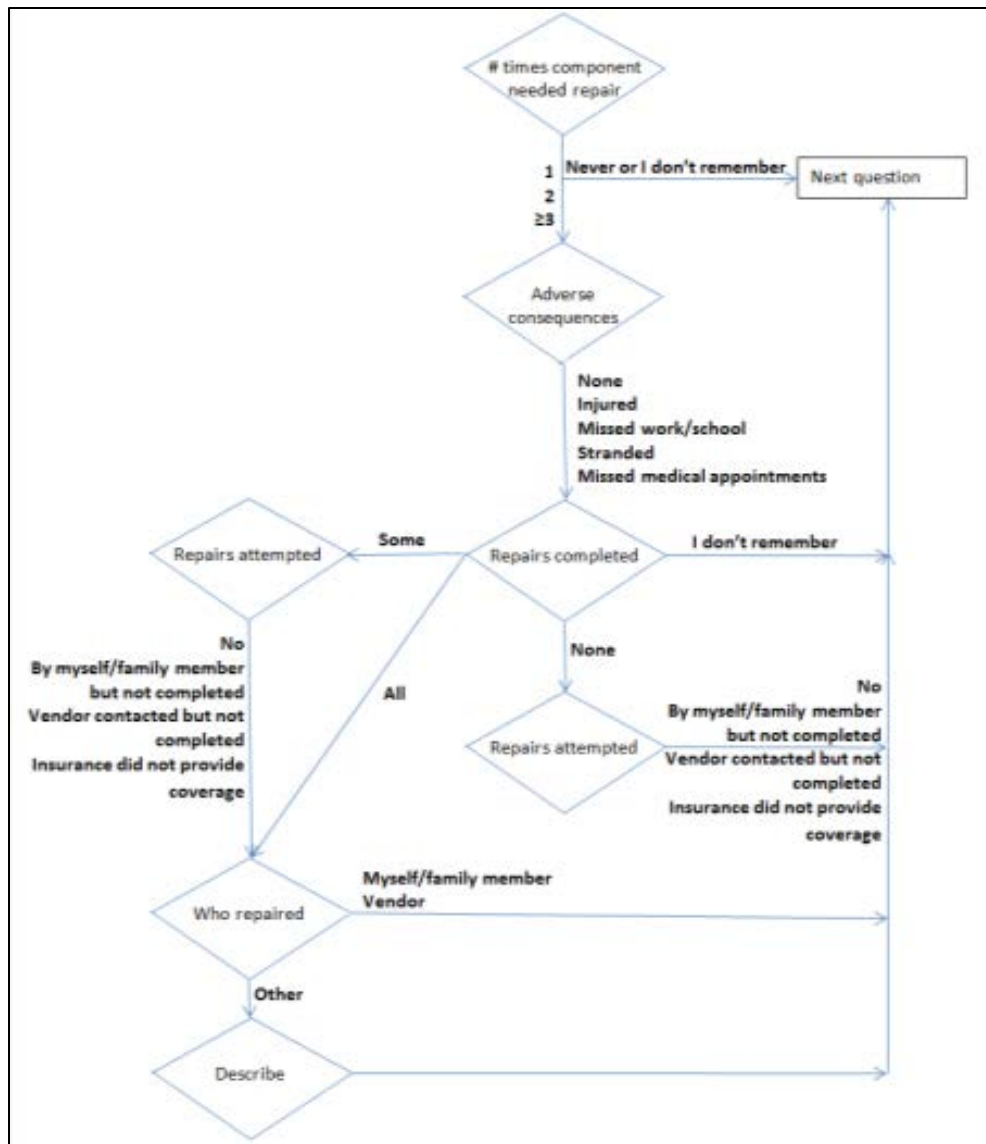 # times component
needed repair
1
Never or I don't remember
Next question
2
≥3
Adverse
consequences
None
Injured
Missed work/school
Stranded
Missed medical appointments
Repairs attempted
Some
Repairs completed
I don't remember
No
By myself/family member
but not completed
Vendor contacted but not
completed
Insurance did not provide
coverage
All
None
Repairs attempted
No
By myself/family member
but not completed
Vendor contacted but not
completed
Insurance did not provide
coverage
Who repaired
Myself/family member
Vendor
Other
Describe